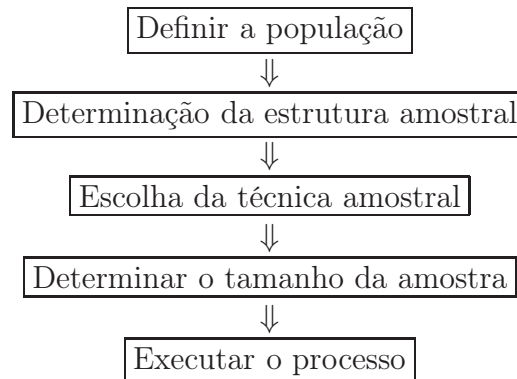 Definir a população
⇓
Determinação da estrutura amostral
⇓
Escolha da técnica amostral
⇓
Determinar o tamanho da amostra
⇓
Executar o processo